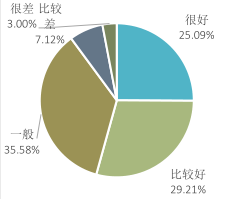 很差
3.00%
比较
差
7.12%
很好
25.09%
一般
35.58%
比较好
29.21%